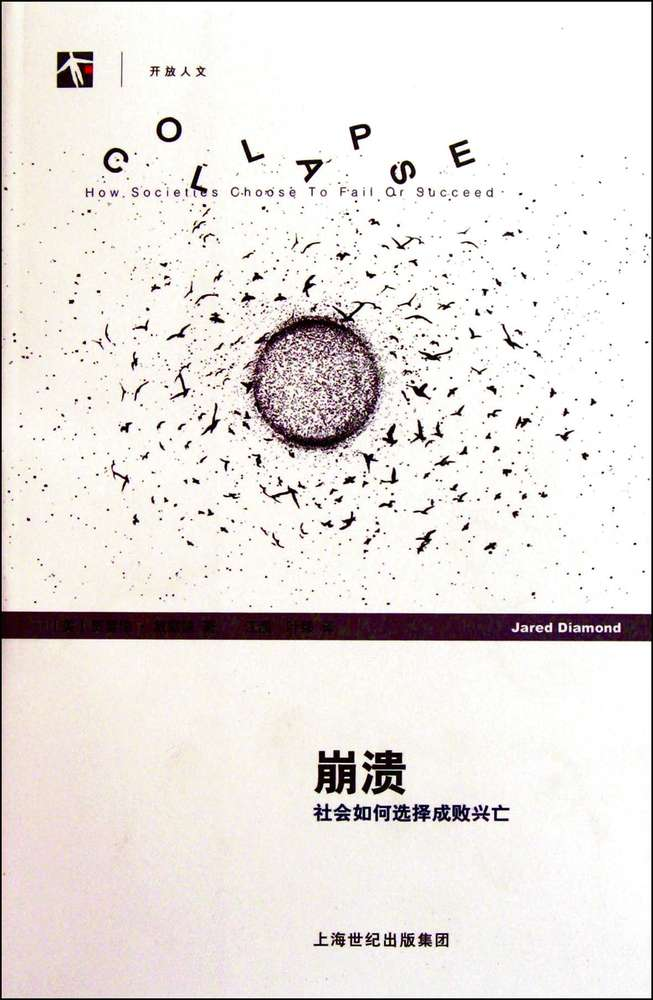 开放人文
COLLAPSE
How Societies Choose To Fail Or Succeed
Jared Diamond
崩溃
社会如何选择成败兴亡
上海世纪出版集团